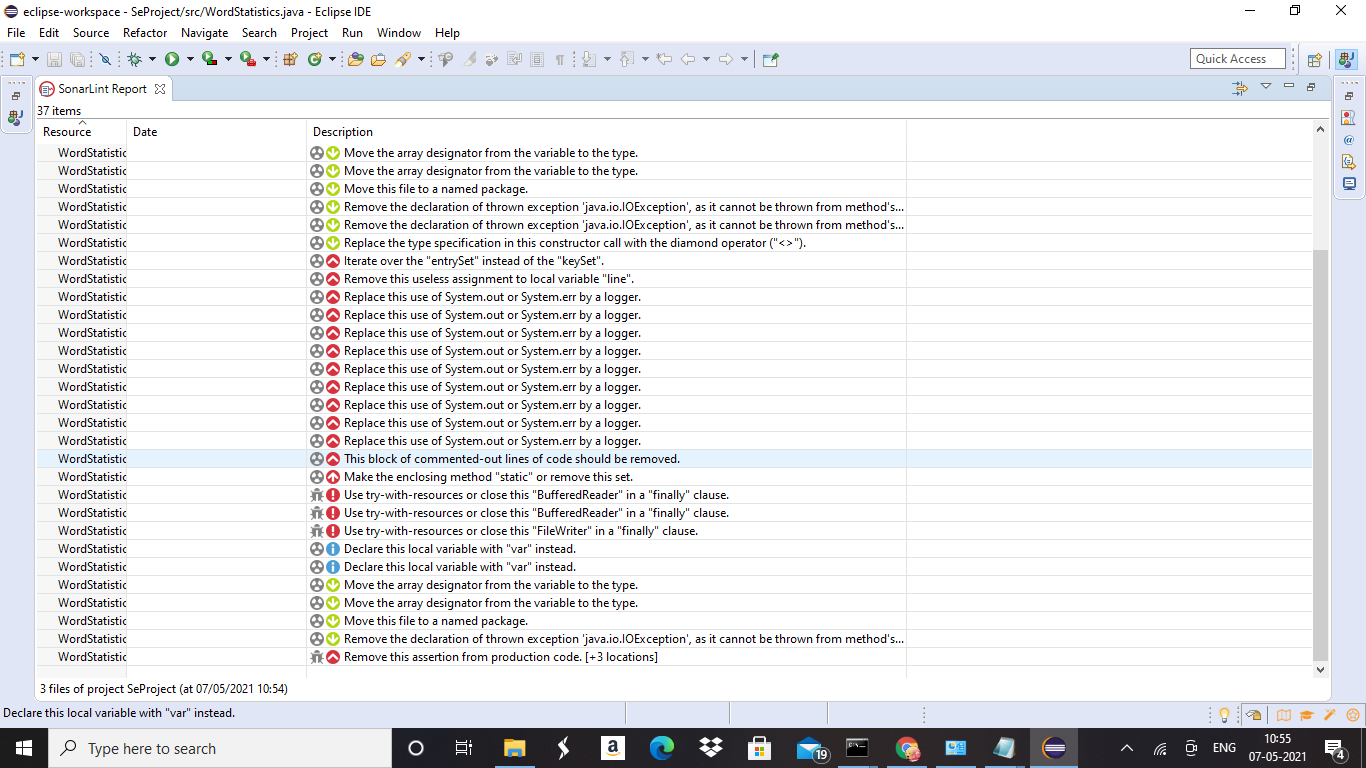 eclipse-workspace - SeProject/src/WordStatistics.java - Eclipse IDE
File Edit Source Refactor Navigate Search Project Run Window Help
Quick Access
SonarLint Report
37 items
Resource Date Description
WordStatistic Move the array designator from the variable to the type.
WordStatistic Move the array designator from the variable to the type.
WordStatistic Move this file to a named package.
WordStatistic Remove the declaration of thrown exception 'java.io.IOException', as it cannot be thrown from method's...
WordStatistic Remove the declaration of thrown exception 'java.io.IOException', as it cannot be thrown from method's...
WordStatistic Replace the type specification in this constructor call with the diamond operator ("<>").
WordStatistic Iterate over the "entrySet" instead of the "keySet".
WordStatistic Remove this useless assignment to local variable "line".
WordStatistic Replace this use of System.out or System.err by a logger.
WordStatistic Replace this use of System.out or System.err by a logger.
WordStatistic Replace this use of System.out or System.err by a logger.
WordStatistic Replace this use of System.out or System.err by a logger.
WordStatistic Replace this use of System.out or System.err by a logger.
WordStatistic Replace this use of System.out or System.err by a logger.
WordStatistic Replace this use of System.out or System.err by a logger.
WordStatistic Replace this use of System.out or System.err by a logger.
WordStatistic Replace this use of System.out or System.err by a logger.
WordStatistic This block of commented-out lines of code should be removed.
WordStatistic Make the enclosing method "static" or remove this set.
WordStatistic Use try-with-resources or close this "BufferedReader" in a "finally" clause.
WordStatistic Use try-with-resources or close this "BufferedReader" in a "finally" clause.
WordStatistic Use try-with-resources or close this "FileWriter" in a "finally" clause.
WordStatistic Declare this local variable with "var" instead.
WordStatistic Declare this local variable with "var" instead.
WordStatistic Move the array designator from the variable to the type.
WordStatistic Move the array designator from the variable to the type.
WordStatistic Move this file to a named package.
WordStatistic Remove the declaration of thrown exception 'java.io.IOException', as it cannot be thrown from method's...
WordStatistic Remove this assertion from production code. [+3 locations]
3 files of project SeProject (at 07/05/2021 10:54)
Declare this local variable with "var" instead.
Type here to search
19
ENG
10:55
07-05-2021
4